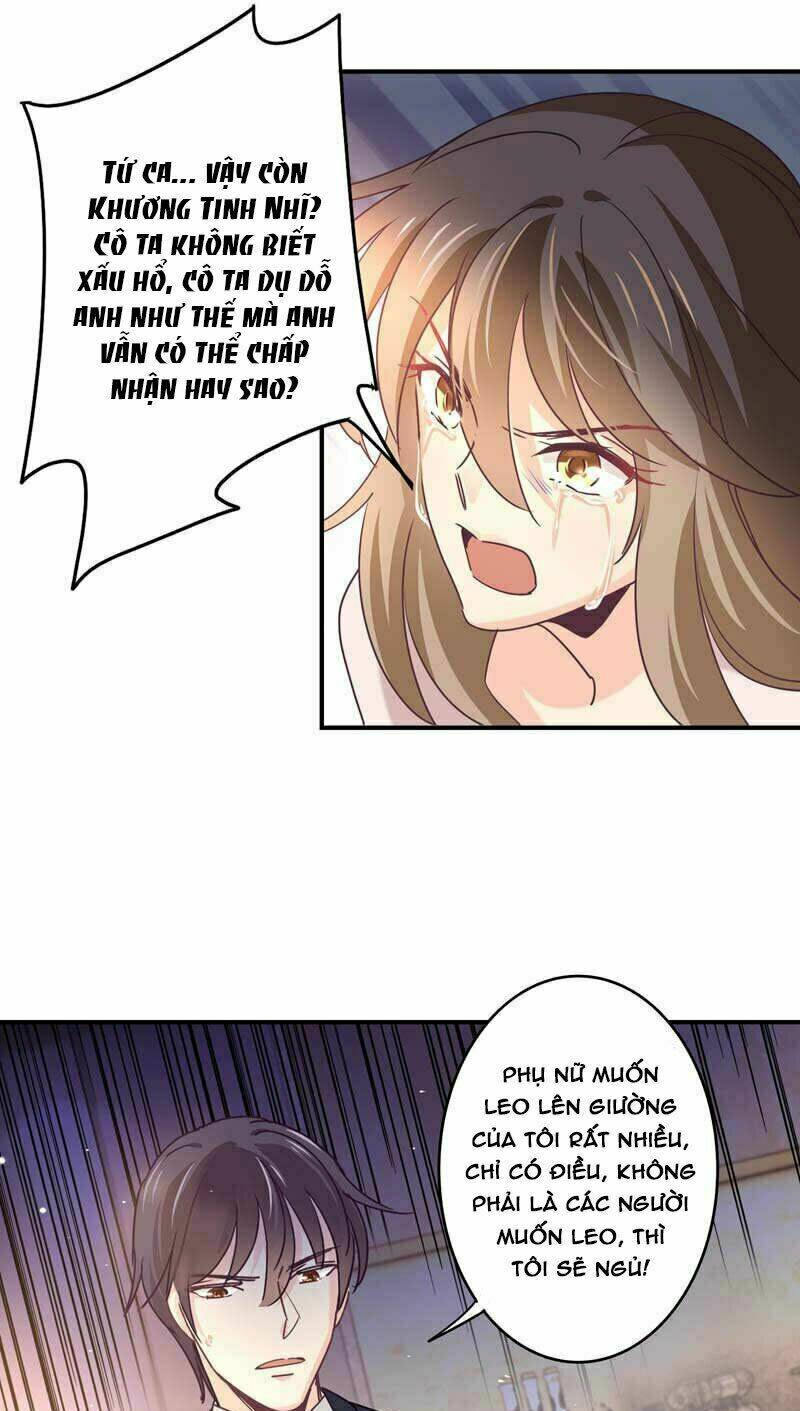 TỨ CA... VẬY CÒN
KHƯƠNG TINH NHĨ?
CÔ TA KHÔNG BIẾT
XẤU HỔ, CÔ TA DỤ DỖ
ANH NHƯ THẾ MÀ ANH
VẪN CÓ THỂ CHẤP
NHẬN HAY SAO?
PHỤ NỮ MUỐN
LEO LÊN GIƯỜNG
CỦA TÔI RẤT NHIỀU,
CHỈ CÓ ĐIỀU, KHÔNG
PHẢI LÀ CÁC NGƯỜI
MUỐN LEO, THÌ
TÔI SẼ NGỦ!